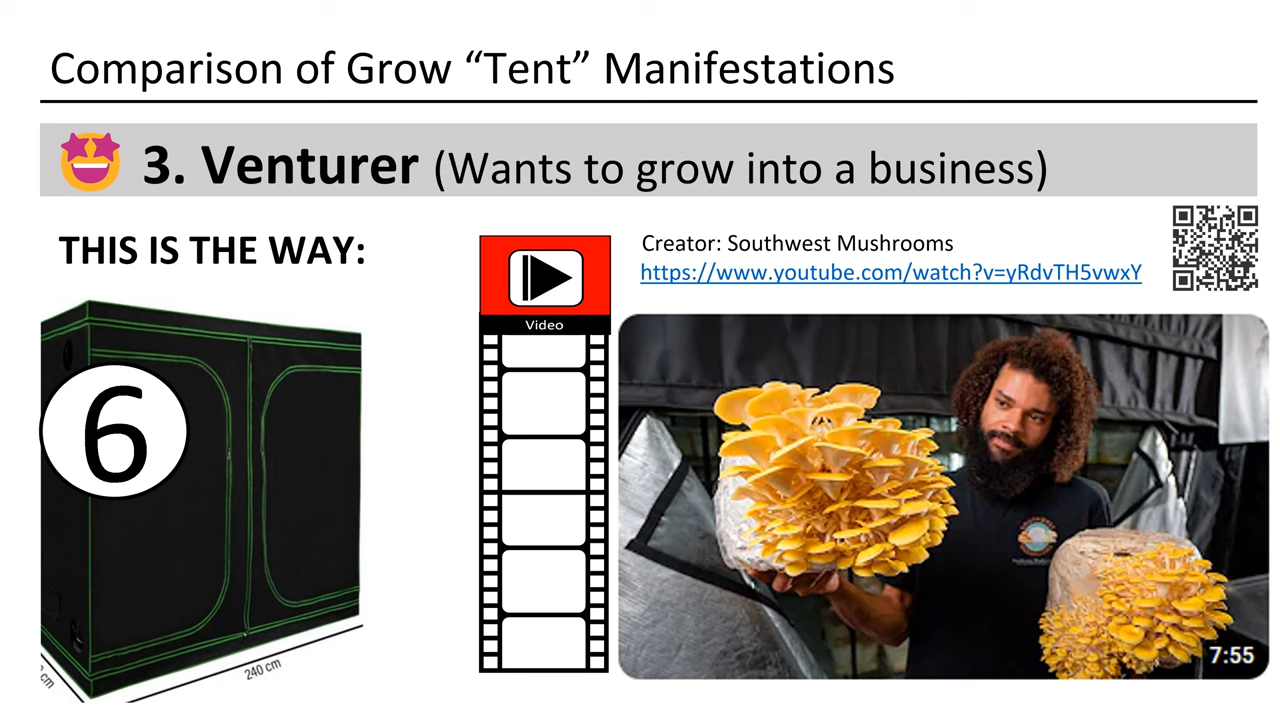 Comparison of Grow “Tent” Manifestations
3. Venturer (Wants to grow into a business)
THIS IS THE WAY:
Creator: Southwest Mushrooms
https://www.youtube.com/watch?v=yRdvTH5vwxY
Video
6
240 cm
cm
7:55